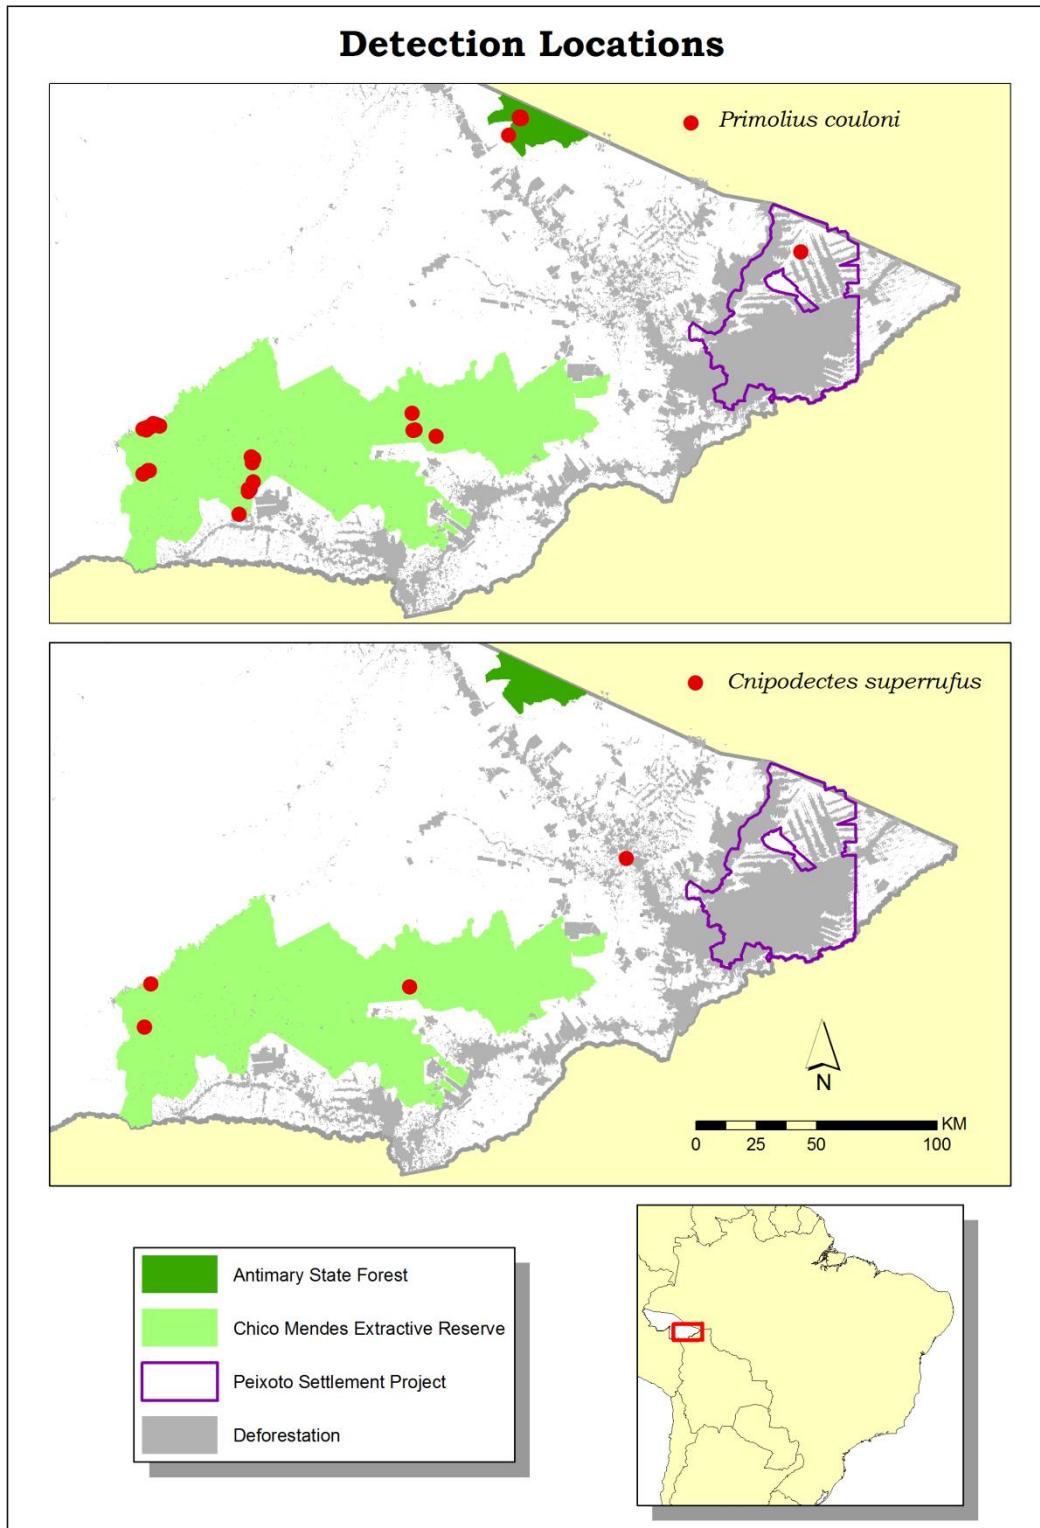 Detection Locations
Primolius couloni
Cnipodectes superrufus
N
KM
0 25 50 100
Antimary State Forest
Chico Mendes Extractive Reserve
Peixoto Settlement Project
Deforestation